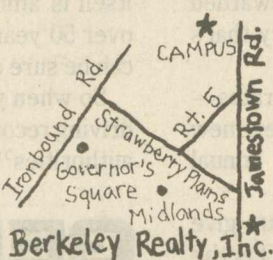 CAMPUS
Ironbound Rd.
Rt. 5
Jamestown Rd.
Strawberry Plains
Governor's
Square
Midlands
Berkeley Realty, Inc.